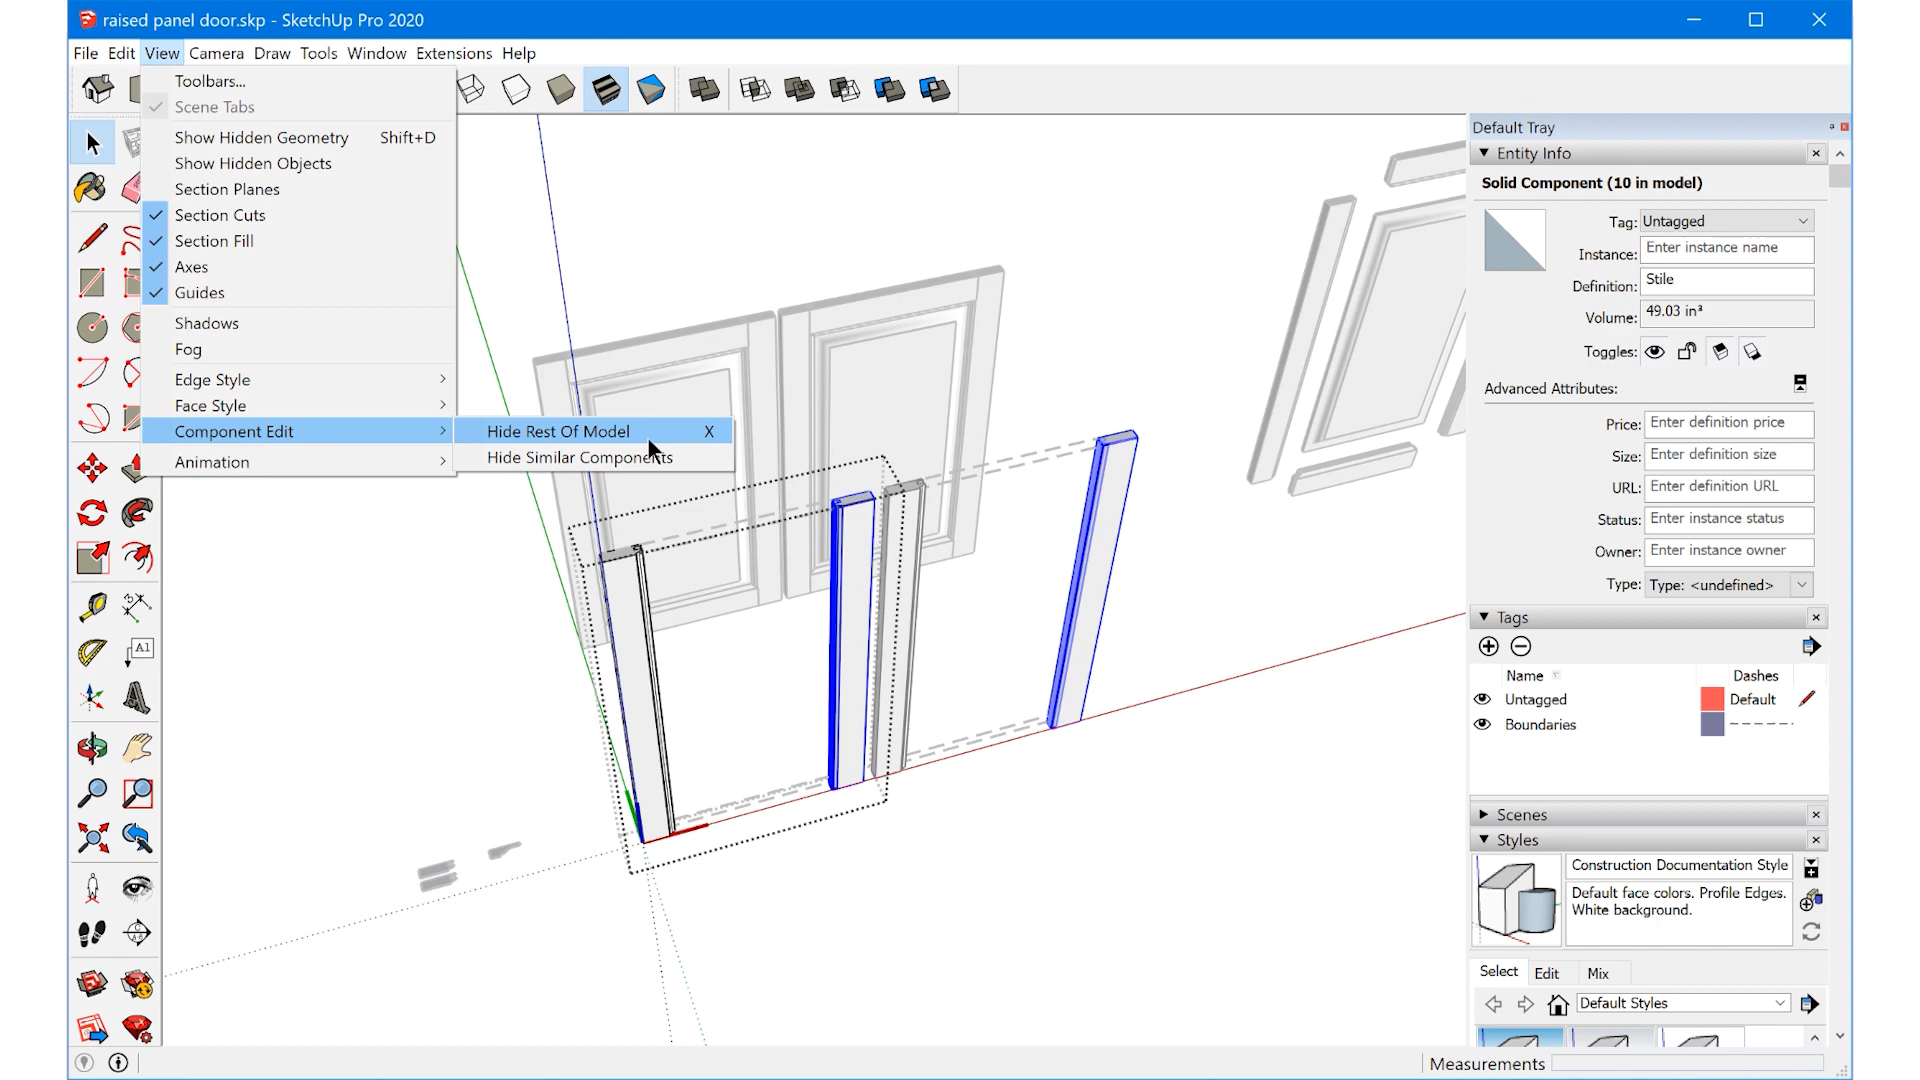 raised panel door.skp - SketchUp Pro 2020
File Edit View Camera Draw Tools Window Extensions Help
Toolbars...
Scene Tabs
Show Hidden Geometry Shift+D
Show Hidden Objects
Section Planes
Section Cuts
Section Fill
Axes
Guides
Shadows
Fog
Edge Style
Face Style
Component Edit
Animation
Hide Rest Of Model X
Hide Similar Components
A1
Default Tray
Entity Info
Solid Component (10 in model)
Tag: Untagged
Instance: Enter instance name
Definition: Stile
Volume: 49.03 in³
Toggles:
Advanced Attributes:
Price: Enter definition price
Size: Enter definition size
URL: Enter definition URL
Status: Enter instance status
Owner: Enter instance owner
Type: Type: <undefined>
Tags
Name Dashes
Untagged Default
Boundaries
Scenes
Styles
Construction Documentation Style
Default face colors. Profile Edges.
White background.
Select Edit Mix
Default Styles
Measurements